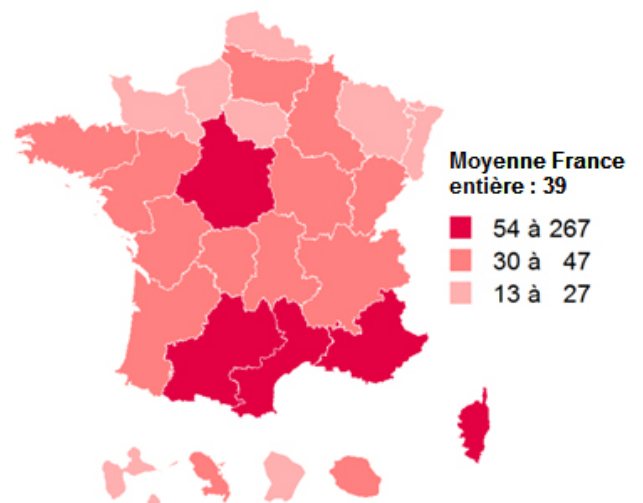 Moyenne France
entière : 39
54 à 267
30 à 47
13 à 27